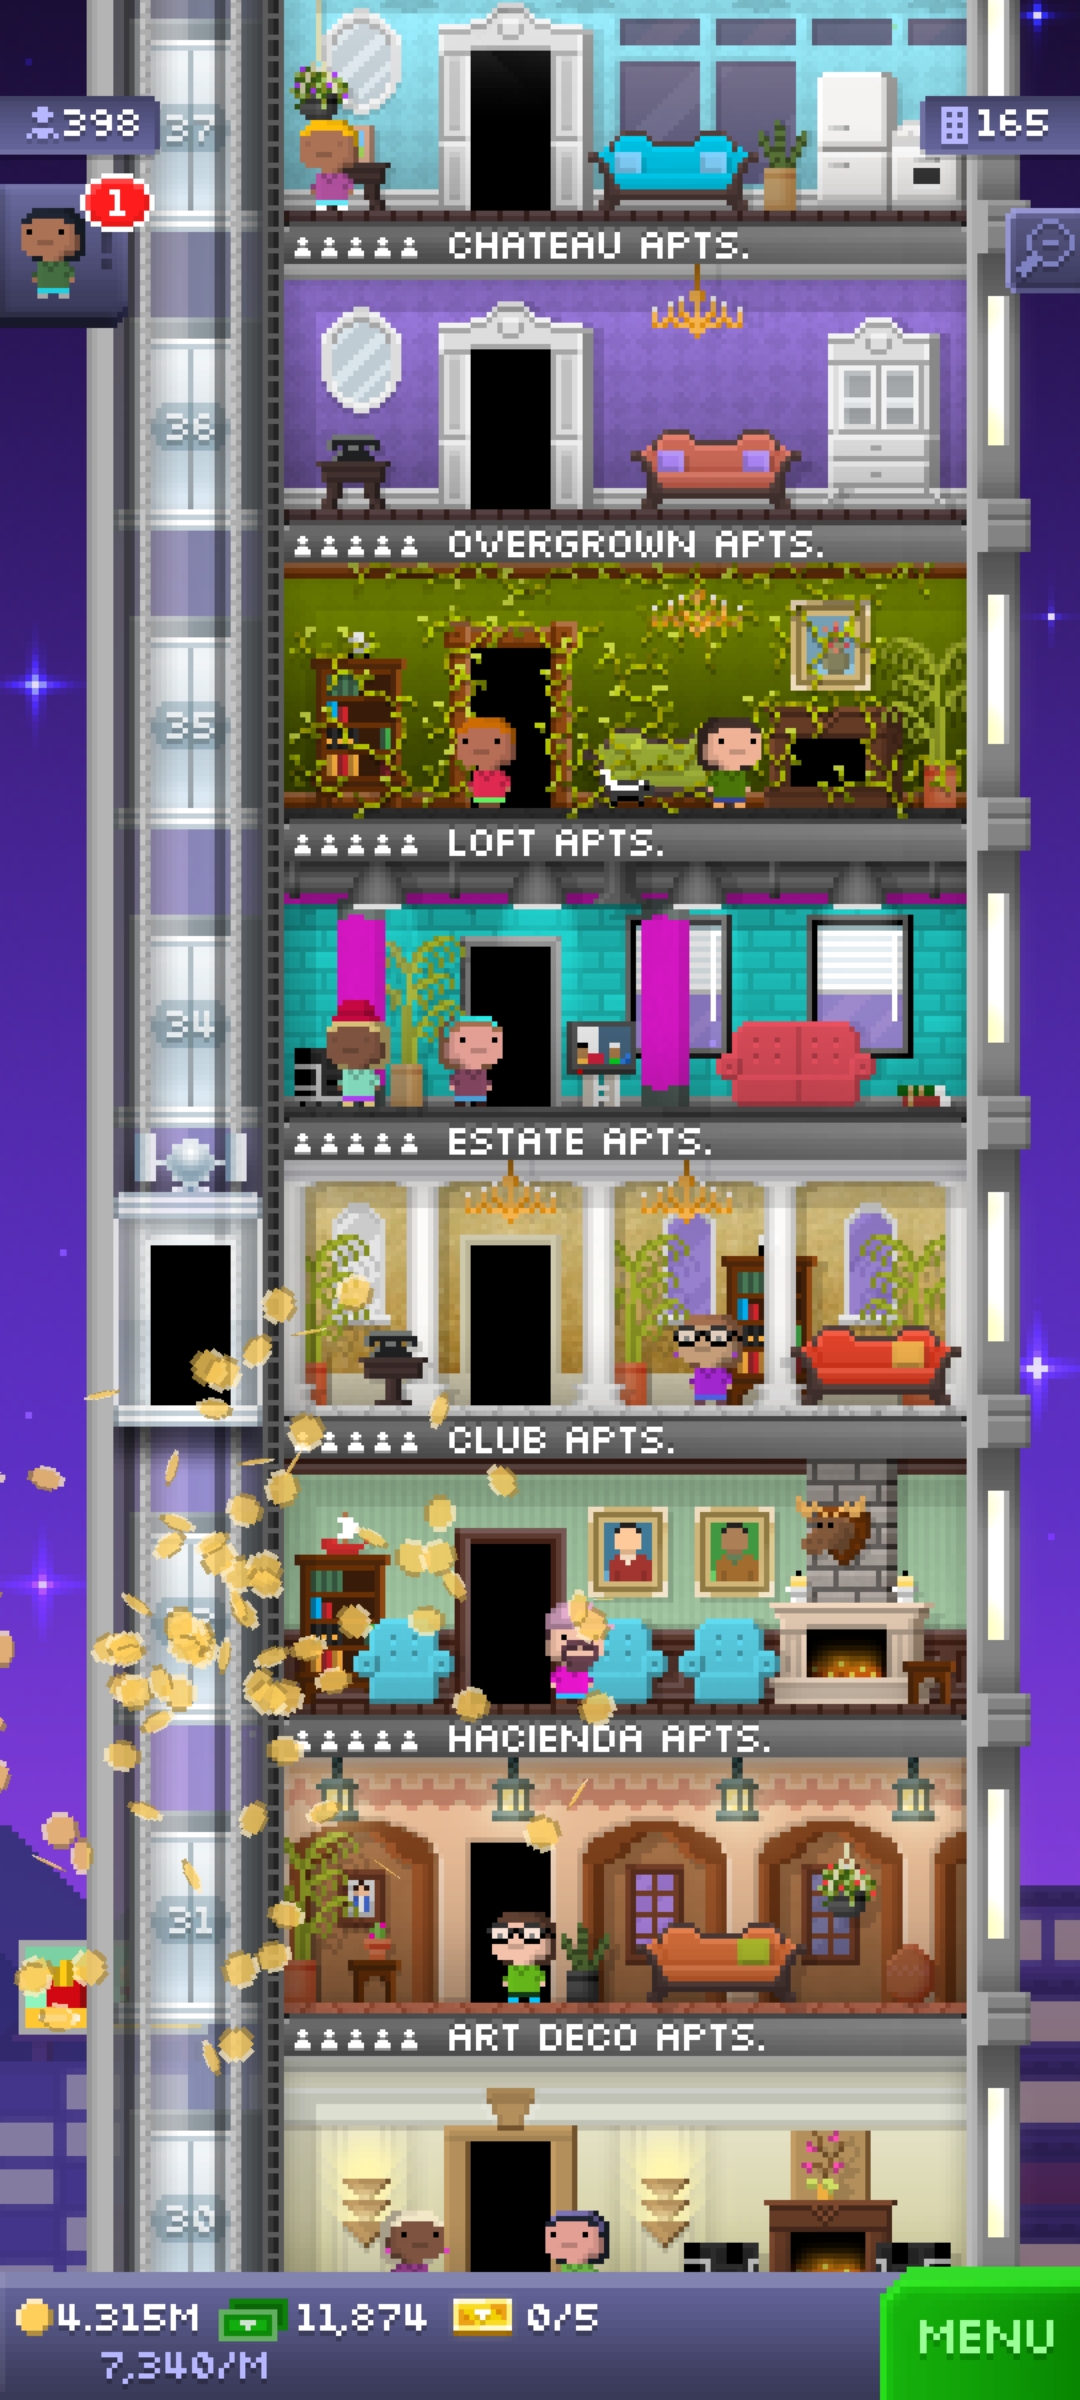 398
37
165
1
CHATEAU APTS.
36
OVERGROWN APTS.
35
LOFT APTS.
34
ESTATE APTS.
CLUB APTS.
HACIENDA APTS.
31
ART DECO APTS.
30
4.315M 11,874 0/5
7,340/M
MENU